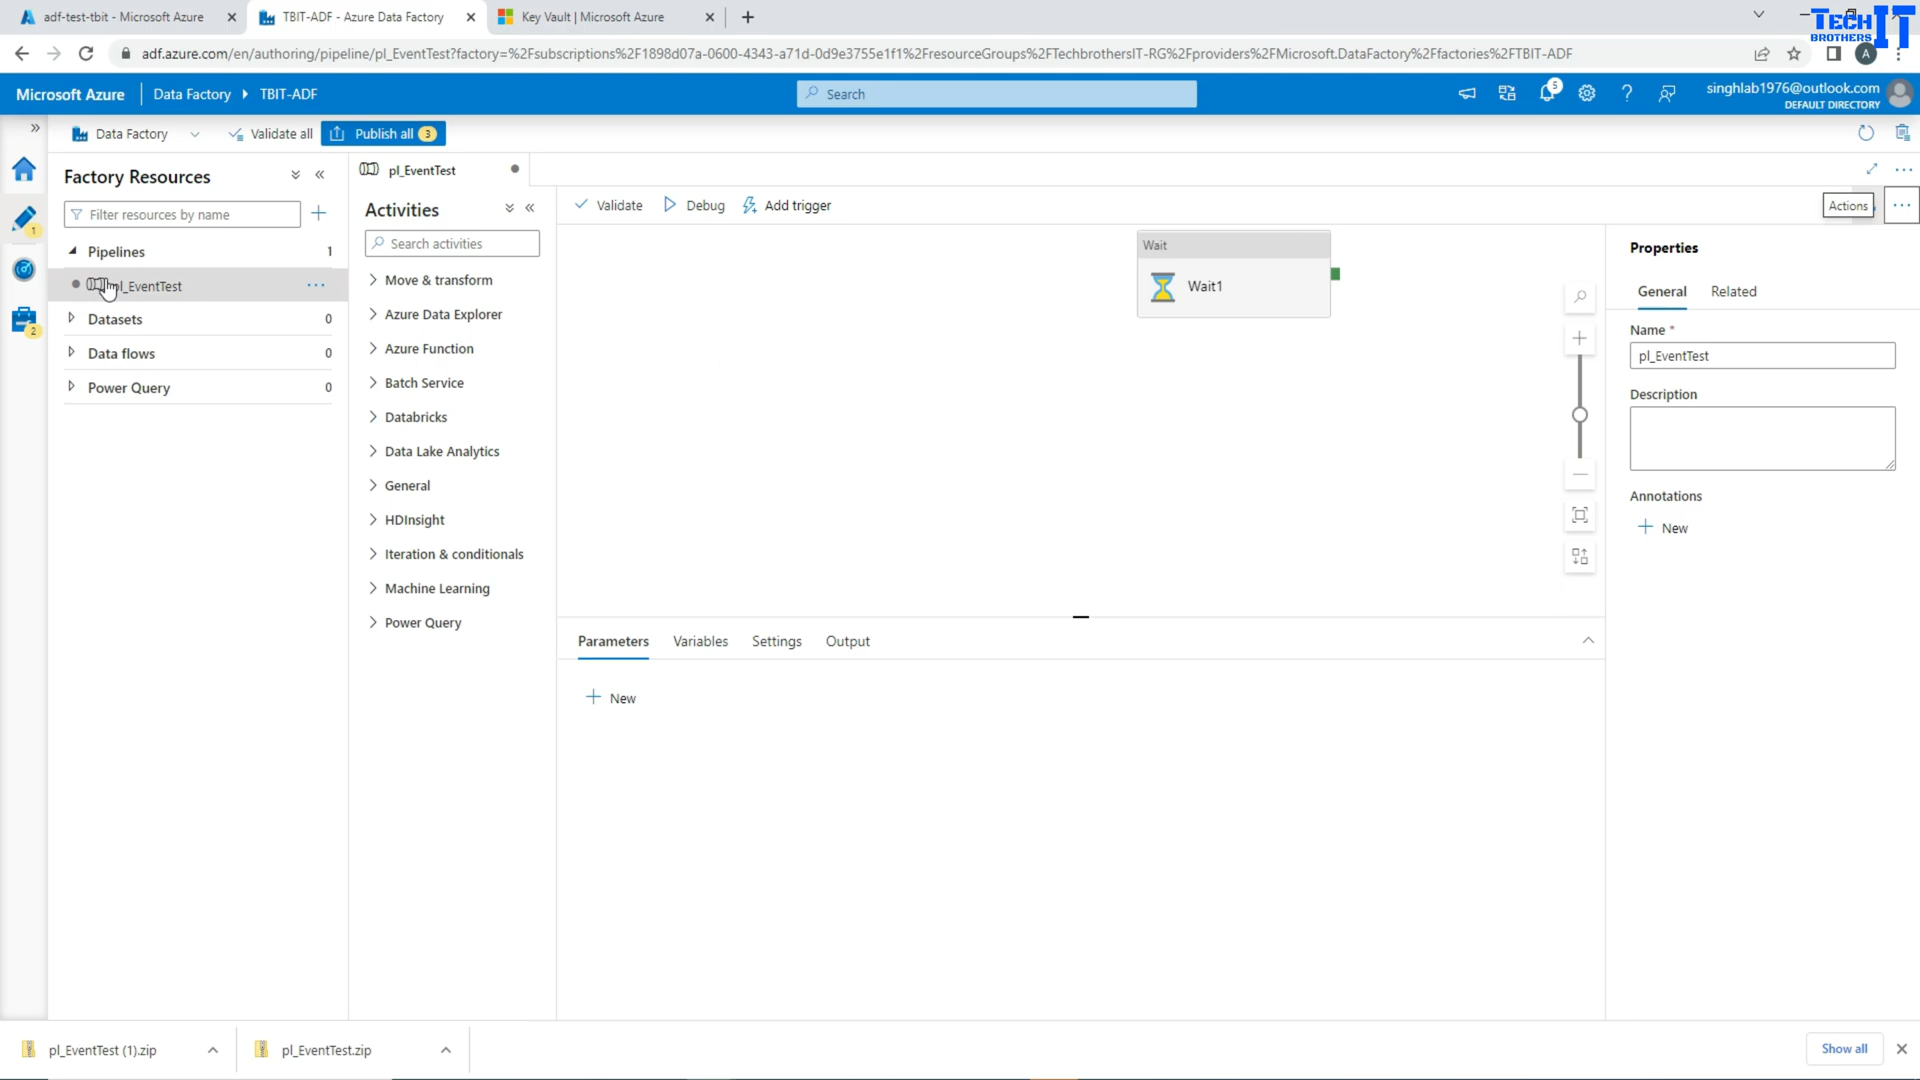 adf-test-tbit - Microsoft Azure
TBIT-ADF - Azure Data Factory
Key Vault | Microsoft Azure
TECH
BROTHERS
IT
adf.azure.com/en/authoring/pipeline/pl_EventTest?factory=%2Fsubscriptions%2F1898d07a-0600-4343-a71d-0d9e3755e1f1%2FresourceGroups%2FTechbrothersIT-RG%2Fproviders%2FMicrosoft.DataFactory%2Ffactories%2FTBIT-ADF
A
Microsoft Azure
Data Factory
TBIT-ADF
Search
5
singhlab1976@outlook.com
DEFAULT DIRECTORY
Data Factory
Validate all
Publish all 3
Factory Resources
Filter resources by name
Pipelines 1
pl_EventTest
Datasets 0
Data flows 0
Power Query 0
1
2
pl_EventTest
Activities
Search activities
Move & transform
Azure Data Explorer
Azure Function
Batch Service
Databricks
Data Lake Analytics
General
HDInsight
Iteration & conditionals
Machine Learning
Power Query
Validate
Debug
Add trigger
Wait
Wait1
Parameters
Variables
Settings
Output
New
Actions
Properties
General
Related
Name *
pl_EventTest
Description
Annotations
New
pl_EventTest (1).zip
pl_EventTest.zip
Show all